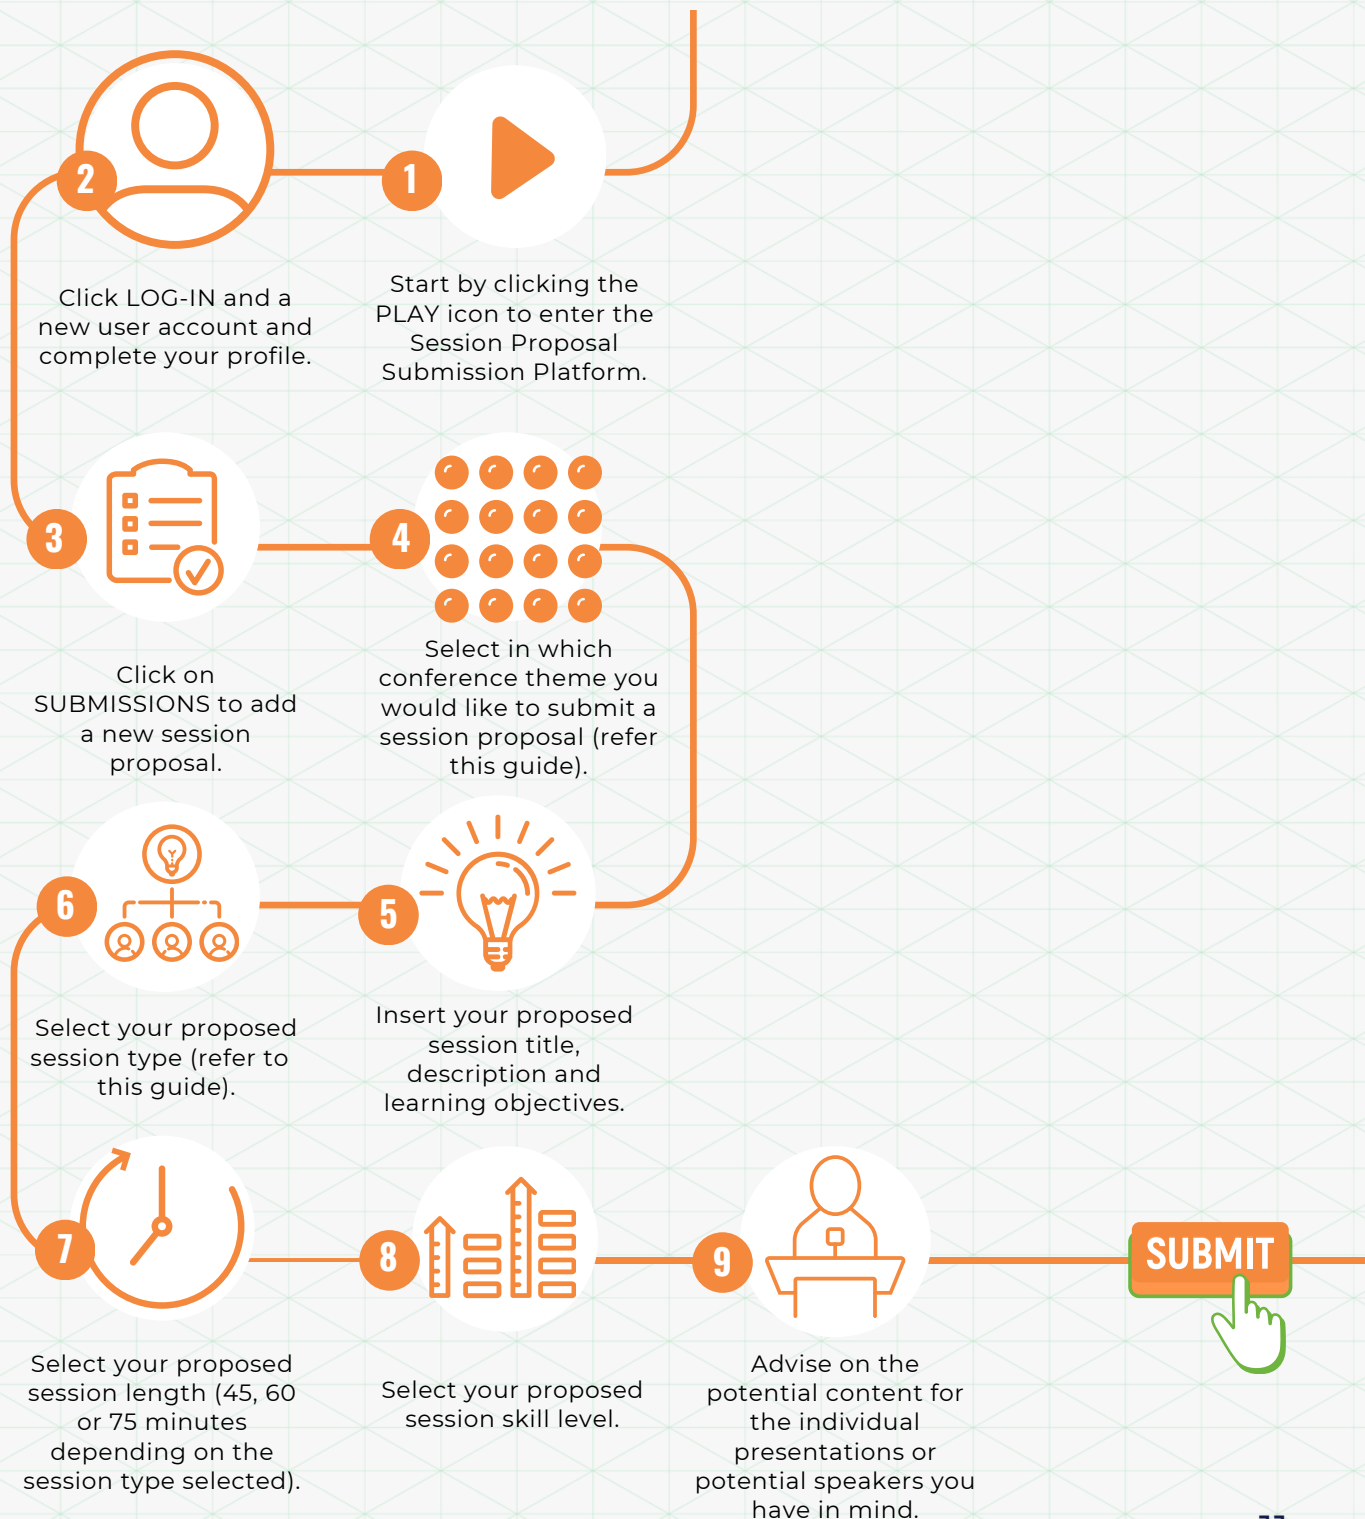 1
Start by clicking the
PLAY icon to enter the
Session Proposal
Submission Platform.
2
Click LOG-IN and a
new user account and
complete your profile.
3
Click on
SUBMISSIONS to add
a new session
proposal.
4
Select in which
conference theme you
would like to submit a
session proposal (refer
this guide).
5
Insert your proposed
session title,
description and
learning objectives.
6
Select your proposed
session type (refer to
this guide).
7
Select your proposed
session length (45, 60
or 75 minutes
depending on the
session type selected).
8
Select your proposed
session skill level.
9
Advise on the
potential content for
the individual
presentations or
potential speakers you
have in mind.
SUBMIT